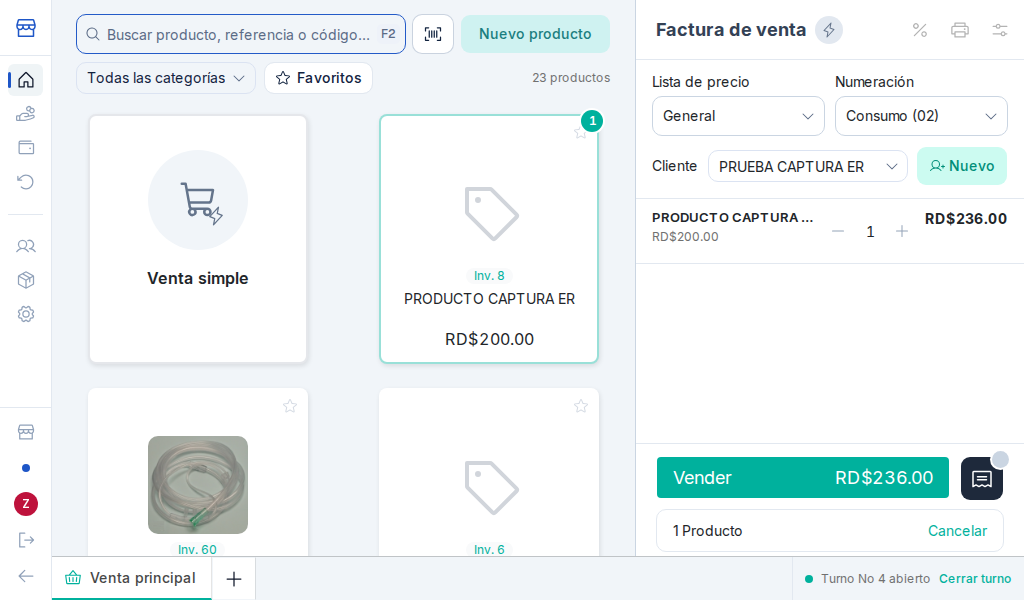 Buscar producto, referencia o código... F2
Nuevo producto
Todas las categorías
Favoritos
23 productos
Venta simple
1
Inv. 8
PRODUCTO CAPTURA ER
RD$200.00
Inv. 60
Inv. 6
Factura de venta
Lista de precio
Numeración
General
Consumo (02)
Cliente
PRUEBA CAPTURA ER
Nuevo
PRODUCTO CAPTURA ...
RD$200.00
1
RD$236.00
Vender RD$236.00
1 Producto
Cancelar
Z
Venta principal
Turno No 4 abierto
Cerrar turno